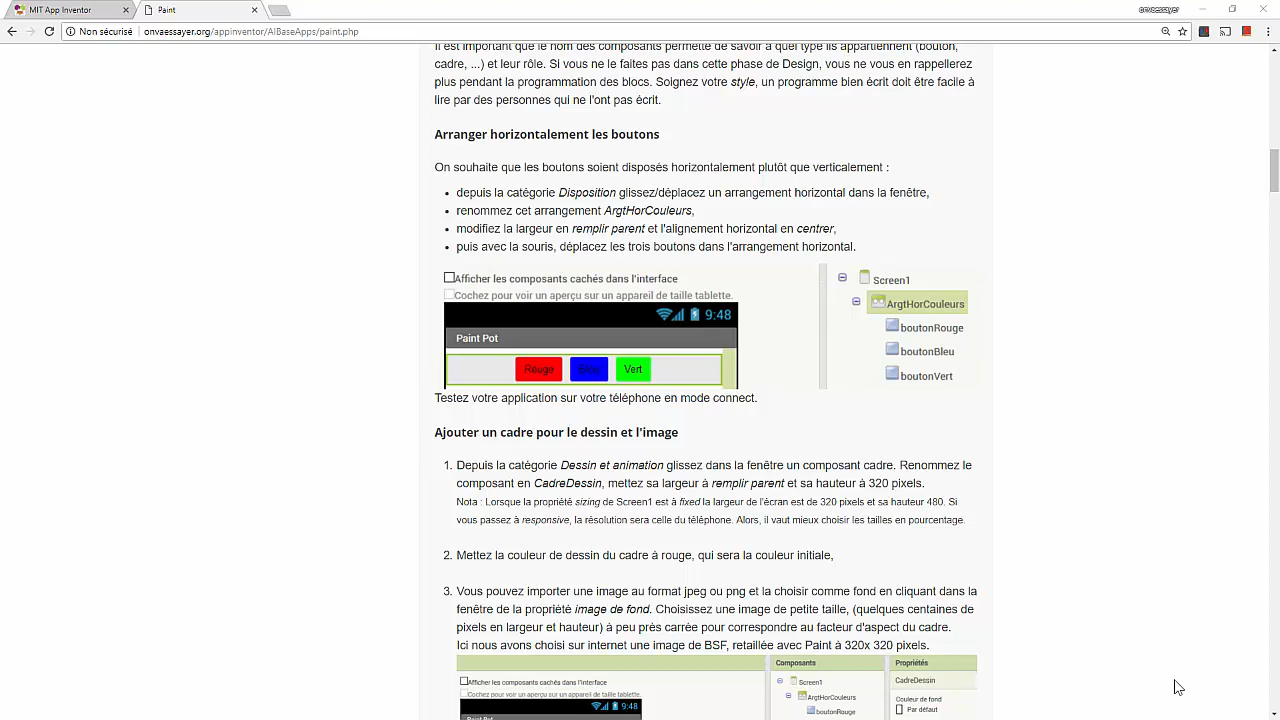 MIT App Inventor
Paint
onvaessayer
Non sécurisé
onvaessayer.org/appinventor/AIBaseApps/paint.php
Il est important que le nom des composants permette de savoir à quel type ils appartiennent (bouton,
cadre, ...) et leur rôle. Si vous ne le faites pas dans cette phase de Design, vous ne vous en rappellerez
plus pendant la programmation des blocs. Soignez votre style, un programme bien écrit doit être facile à
lire par des personnes qui ne l'ont pas écrit.
Arranger horizontalement les boutons
On souhaite que les boutons soient disposés horizontalement plutôt que verticalement :
• depuis la catégorie Disposition glissez/déplacez un arrangement horizontal dans la fenêtre,
• renommez cet arrangement ArgtHorCouleurs,
• modifiez la largeur en remplir parent et l'alignement horizontal en centrer,
• puis avec la souris, déplacez les trois boutons dans l'arrangement horizontal.
Afficher les composants cachés dans l'interface
Cochez pour voir un aperçu sur un appareil de taille tablette.
9:48
Paint Pot
Rouge
Bleu
Vert
Screen1
ArgtHorCouleurs
boutonRouge
boutonBleu
boutonVert
Testez votre application sur votre téléphone en mode connect.
Ajouter un cadre pour le dessin et l'image
1. Depuis la catégorie Dessin et animation glissez dans la fenêtre un composant cadre. Renommez le
composant en CadreDessin, mettez sa largeur à remplir parent et sa hauteur à 320 pixels.
Nota : Lorsque la propriété sizing de Screen1 est à fixed la largeur de l'écran est de 320 pixels et sa hauteur 480. Si
vous passez à responsive, la résolution sera celle du téléphone. Alors, il vaut mieux choisir les tailles en pourcentage.
2. Mettez la couleur de dessin du cadre à rouge, qui sera la couleur initiale,
3. Vous pouvez importer une image au format jpeg ou png et la choisir comme fond en cliquant dans la
fenêtre de la propriété image de fond. Choisissez une image de petite taille, (quelques centaines de
pixels en largeur et hauteur) à peu près carrée pour correspondre au facteur d'aspect du cadre.
Ici nous avons choisi sur internet une image de BSF, retaillée avec Paint à 320x 320 pixels.
Afficher les composants cachés dans l'interface
Cochez pour voir un aperçu sur un appareil de taille tablette.
9:48
Paint Pot
Composants
Screen1
ArgtHorCouleurs
boutonRouge
Propriétés
CadreDessin
Couleur de fond
Par défaut